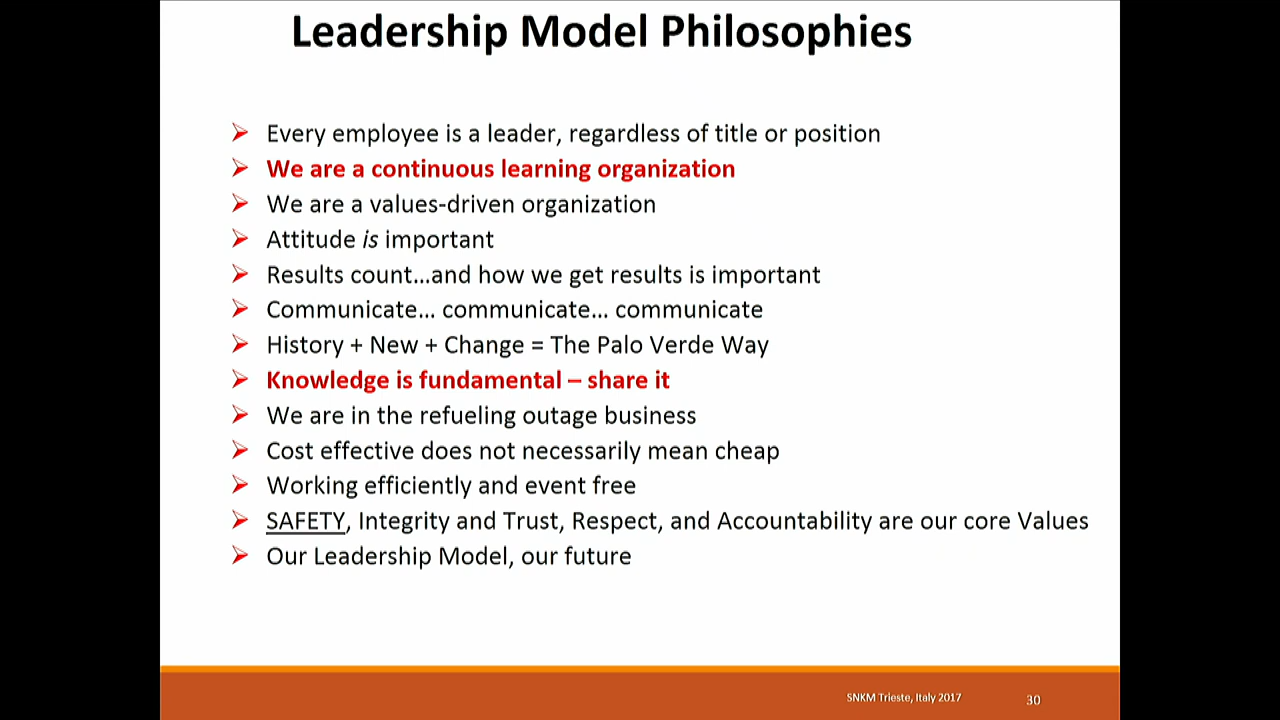 Leadership Model Philosophies
Every employee is a leader, regardless of title or position
We are a continuous learning organization
We are a values-driven organization
Attitude is important
Results count...and how we get results is important
Communicate... communicate... communicate
History + New + Change = The Palo Verde Way
Knowledge is fundamental – share it
We are in the refueling outage business
Cost effective does not necessarily mean cheap
Working efficiently and event free
SAFETY, Integrity and Trust, Respect, and Accountability are our core Values
Our Leadership Model, our future
SNKM Trieste, Italy 2017
30